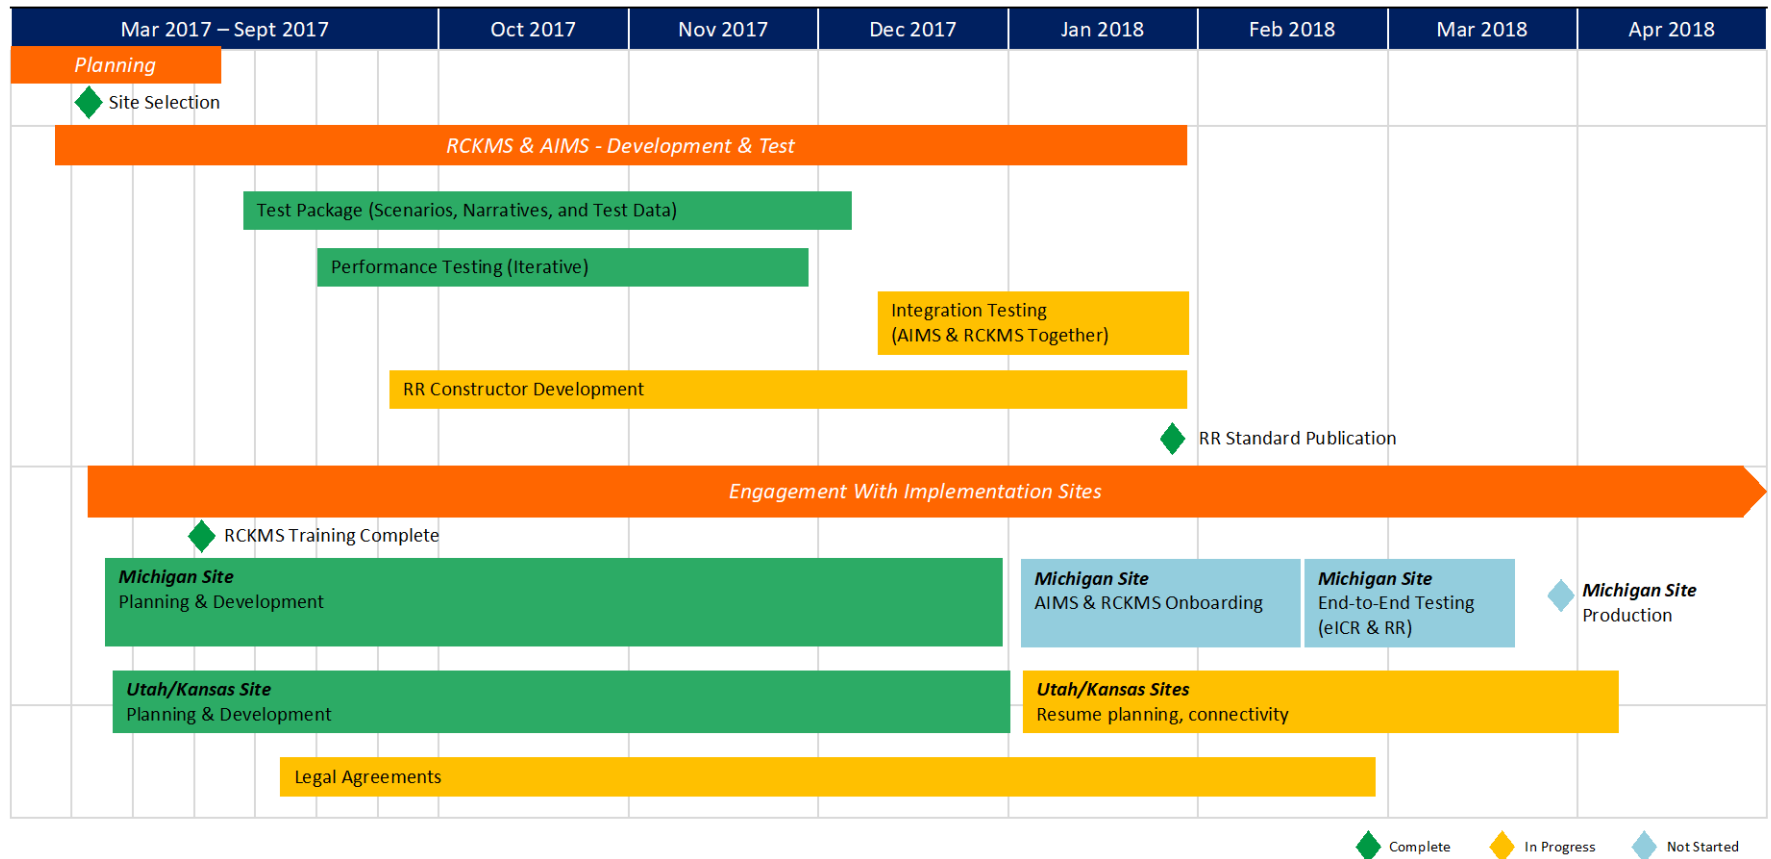 Mar 2017 – Sept 2017 Oct 2017 Nov 2017 Dec 2017 Jan 2018 Feb 2018 Mar 2018 Apr 2018
Planning
Site Selection
RCKMS & AIMS - Development & Test
Test Package (Scenarios, Narratives, and Test Data)
Performance Testing (Iterative)
Integration Testing
(AIMS & RCKMS Together)
RR Constructor Development
RR Standard Publication
Engagement With Implementation Sites
RCKMS Training Complete
Michigan Site
Planning & Development
Michigan Site
AIMS & RCKMS Onboarding
Michigan Site
End-to-End Testing
(eICR & RR)
Michigan Site
Production
Utah/Kansas Site
Planning & Development
Utah/Kansas Sites
Resume planning, connectivity
Legal Agreements
Complete In Progress Not Started